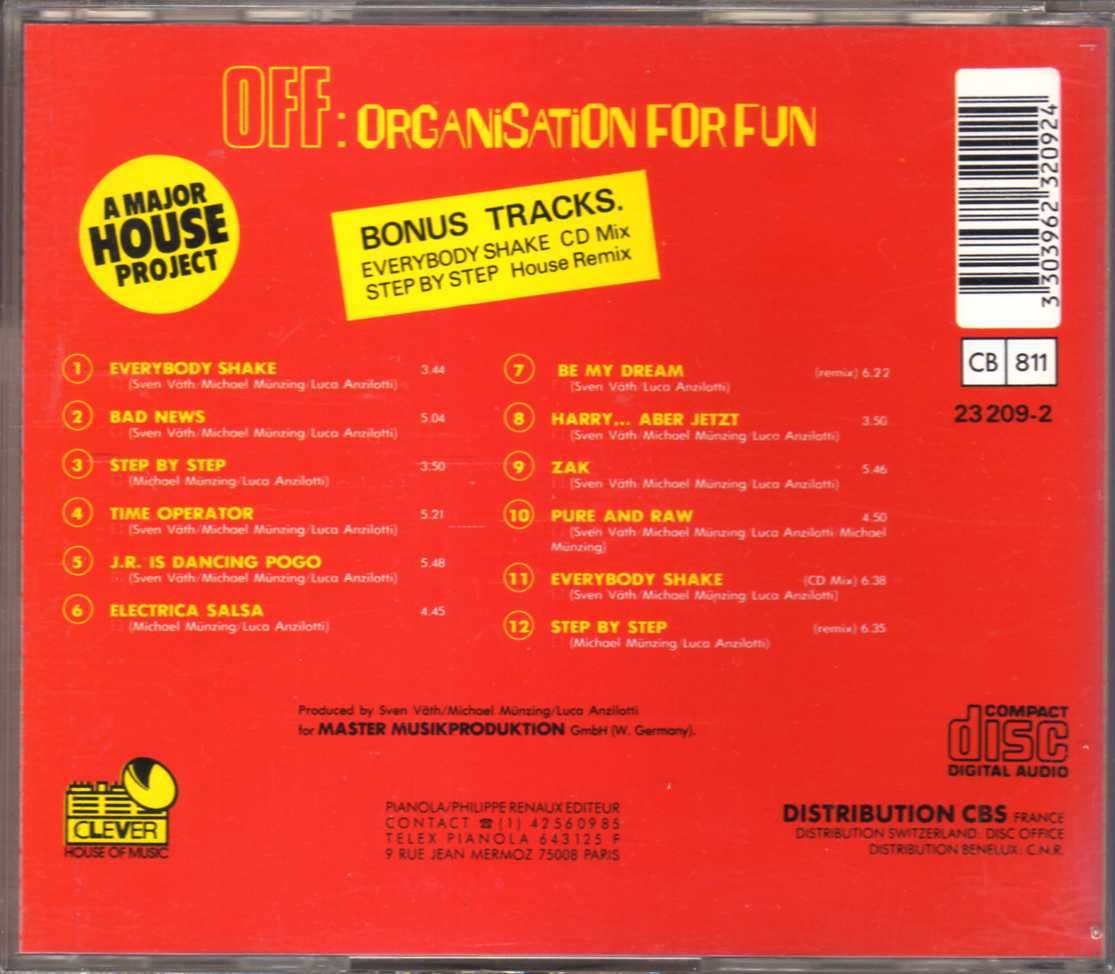 OFF: ORGANiSATiON FOR FUN
A MAJOR
HOUSE
PROJECT
BONUS TRACKS.
EVERYBODY SHAKE CD Mix
STEP BY STEP House Remix
3 303962 320924
CB 811
23 209-2
1 EVERYBODY SHAKE 3.44
(Sven Väth/Michael Münzing/Luca Anzilotti)
2 BAD NEWS 5.04
(Sven Väth/Michael Münzing/Luca Anzilotti)
3 STEP BY STEP 3.50
(Michael Münzing/Luca Anzilotti)
4 TIME OPERATOR 5.21
(Sven Väth/Michael Münzing/Luca Anzilotti)
5 J.R. IS DANCING POGO 5.48
(Sven Väth/Michael Münzing/Luca Anzilotti)
6 ELECTRICA SALSA 4.45
(Michael Münzing/Luca Anzilotti)
7 BE MY DREAM (remix) 6.22
(Sven Väth/Luca Anzilotti)
8 HARRY... ABER JETZT 3.50
(Sven Väth/Michael Münzing/Luca Anzilotti)
9 ZAK 5.46
(Sven Väth/Michael Münzing/Luca Anzilotti)
10 PURE AND RAW 4.50
(Sven Väth/Michael Münzing/Luca Anzilotti/Michael
Münzing)
11 EVERYBODY SHAKE (CD Mix) 6.38
(Sven Väth/Michael Münzing/Luca Anzilotti)
12 STEP BY STEP (remix) 6.35
(Michael Münzing/Luca Anzilotti)
Produced by Sven Väth/Michael Münzing/Luca Anzilotti
for MASTER MUSIKPRODUKTION GmbH (W. Germany).
COMPACT
disc
DIGITAL AUDIO
CLEVER
HOUSE OF MUSIC
PIANOLA/PHILIPPE RENAUX EDITEUR
CONTACT ☎ (1) 42560985
TELEX PIANOLA 643125 F
9 RUE JEAN MERMOZ 75008 PARIS
DISTRIBUTION CBS FRANCE
DISTRIBUTION SWITZERLAND: DISC OFFICE
DISTRIBUTION BENELUX: C.N.R.